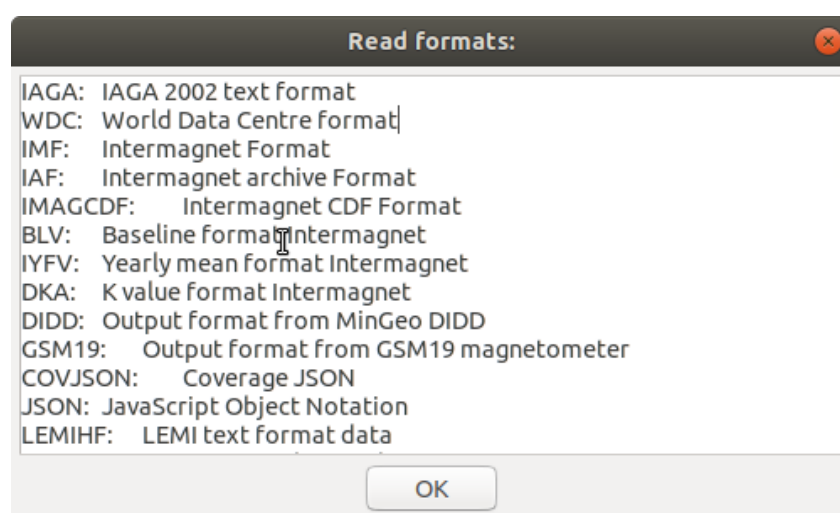 Read formats:
IAGA: IAGA 2002 text format
WDC: World Data Centre format
IMF: Intermagnet Format
IAF: Intermagnet archive Format
IMAGCDF: Intermagnet CDF Format
BLV: Baseline format Intermagnet
IYFV: Yearly mean format Intermagnet
DKA: K value format Intermagnet
DIDD: Output format from MinGeo DIDD
GSM19: Output format from GSM19 magnetometer
COVJSON: Coverage JSON
JSON: JavaScript Object Notation
LEMIHF: LEMI text format data
OK